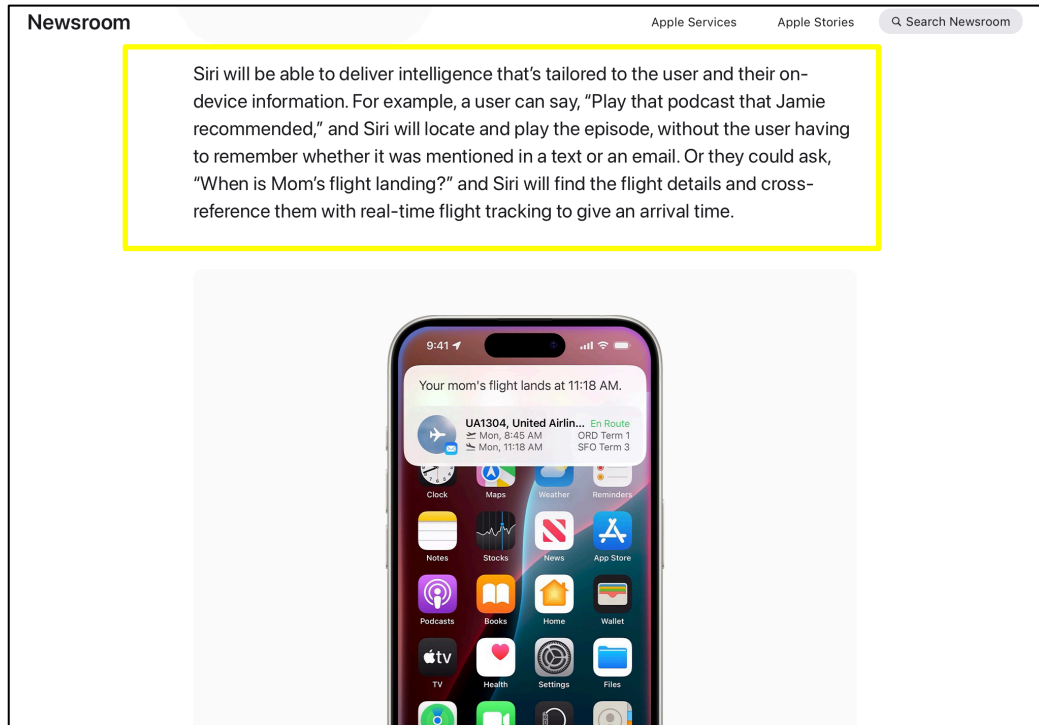 Newsroom
Apple Services
Apple Stories
Search Newsroom
Siri will be able to deliver intelligence that’s tailored to the user and their on-
device information. For example, a user can say, “Play that podcast that Jamie
recommended,” and Siri will locate and play the episode, without the user having
to remember whether it was mentioned in a text or an email. Or they could ask,
“When is Mom’s flight landing?” and Siri will find the flight details and cross-
reference them with real-time flight tracking to give an arrival time.
9:41
Your mom's flight lands at 11:18 AM.
UA1304, United Airlin... En Route
Mon, 8:45 AM ORD Term 1
Mon, 11:18 AM SFO Term 3
Clock Maps Weather Reminders
Notes Stocks News App Store
Podcasts Books Home Wallet
tv
TV Health Settings Files